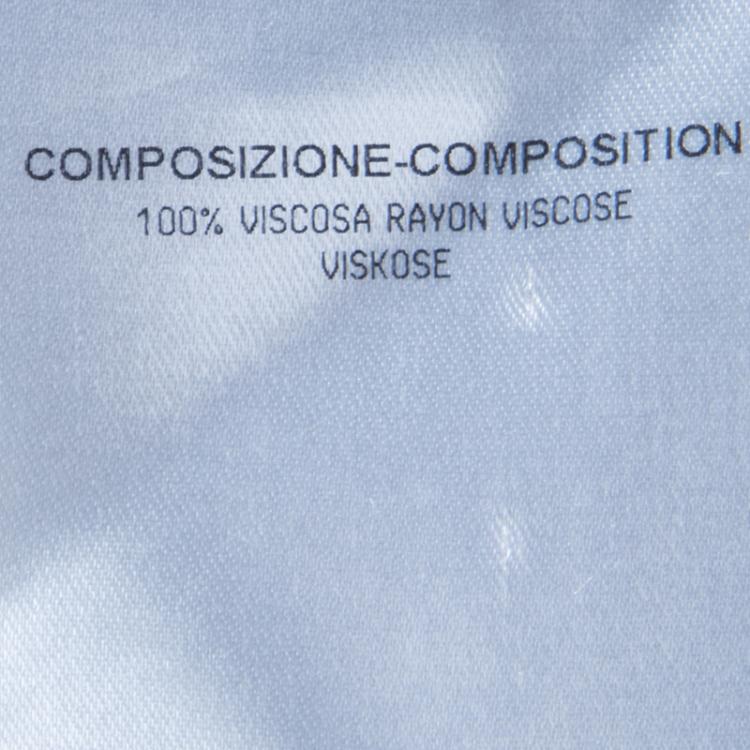 COMPOSIZIONE-COMPOSITION
100% VISCOSA RAYON VISCOSE
VISKOSE